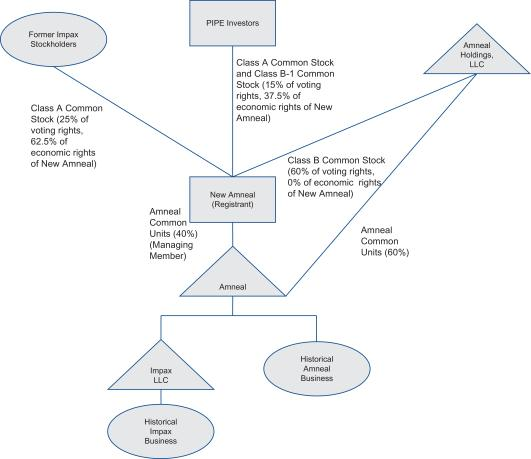 Former Impax
Stockholders
PIPE Investors
Amneal
Holdings,
LLC
Class A Common
Stock (25% of
voting rights,
62.5% of
economic rights
of New Amneal)
Class A Common Stock
and Class B-1 Common
Stock (15% of voting
rights, 37.5% of
economic rights of New
Amneal)
Class B Common Stock
(60% of voting rights,
0% of economic rights
of New Amneal)
New Amneal
(Registrant)
Amneal
Common
Units (40%)
(Managing
Member)
Amneal
Common
Units (60%)
Amneal
Impax
LLC
Historical
Amneal
Business
Historical
Impax
Business